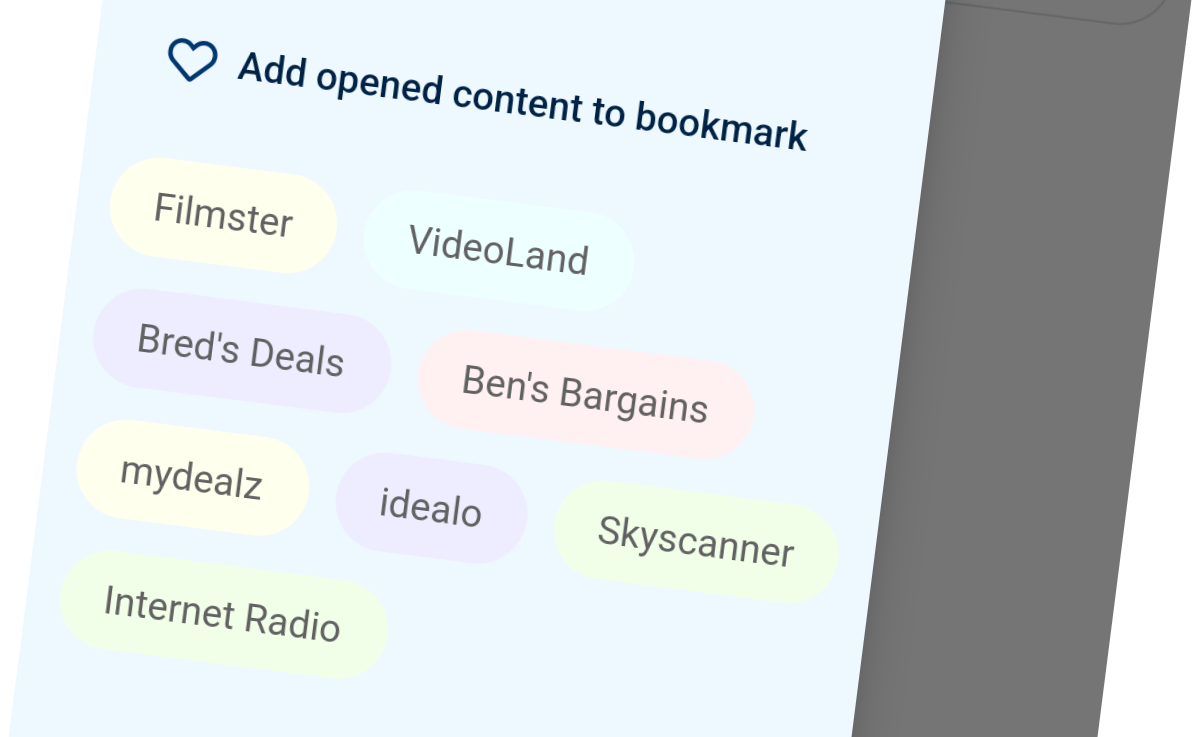 Add opened content to bookmark
Filmster VideoLand
Bred's Deals Ben's Bargains
mydealz idealo Skyscanner
Internet Radio